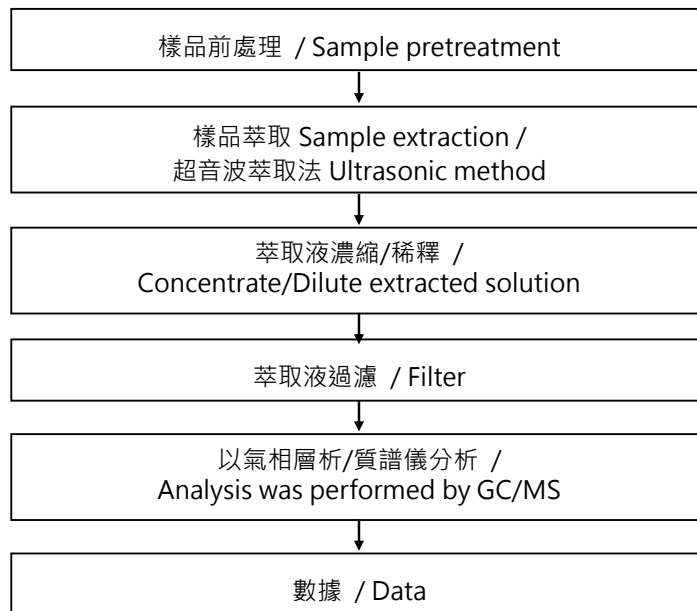 樣品前處理 / Sample pretreatment
樣品萃取 Sample extraction /
超音波萃取法 Ultrasonic method
萃取液濃縮/稀釋 /
Concentrate/Dilute extracted solution
萃取液過濾 / Filter
以氣相層析/質譜儀分析 /
Analysis was performed by GC/MS
數據 / Data